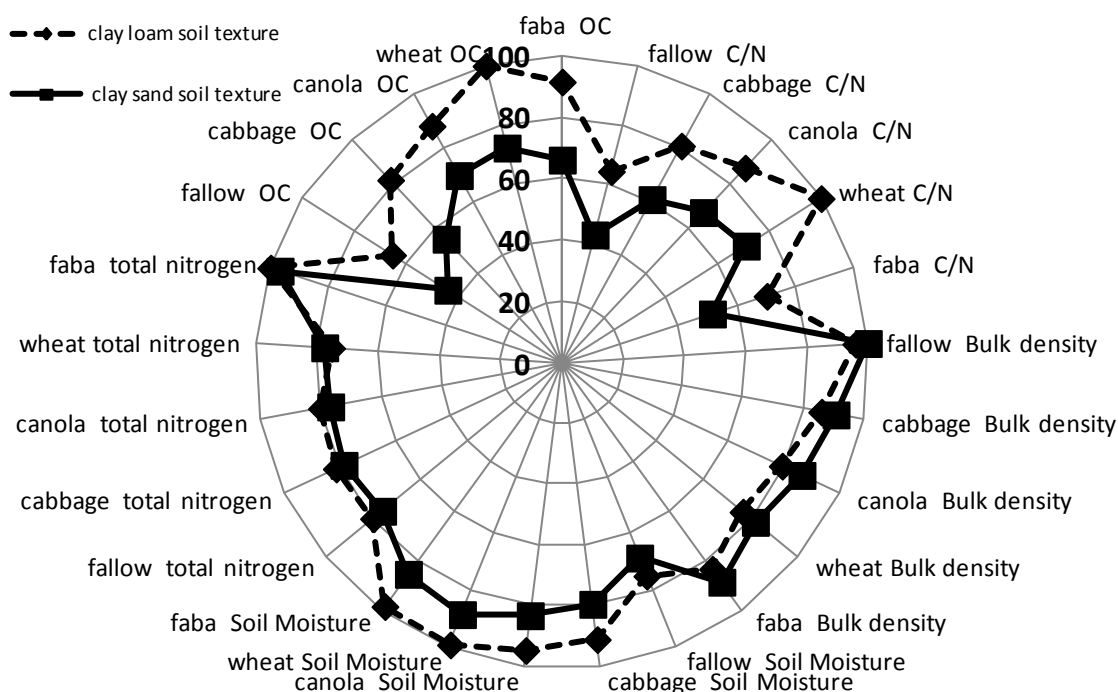 clay loam soil texture
clay sand soil texture
faba OC
fallow C/N
cabbage C/N
canola C/N
wheat C/N
faba C/N
fallow Bulk density
cabbage Bulk density
canola Bulk density
wheat Bulk density
faba Bulk density
fallow Soil Moisture
cabbage Soil Moisture
canola Soil Moisture
wheat Soil Moisture
faba Soil Moisture
fallow total nitrogen
cabbage total nitrogen
canola total nitrogen
wheat total nitrogen
faba total nitrogen
fallow OC
cabbage OC
canola OC
wheat OC
100
80
60
40
20
0